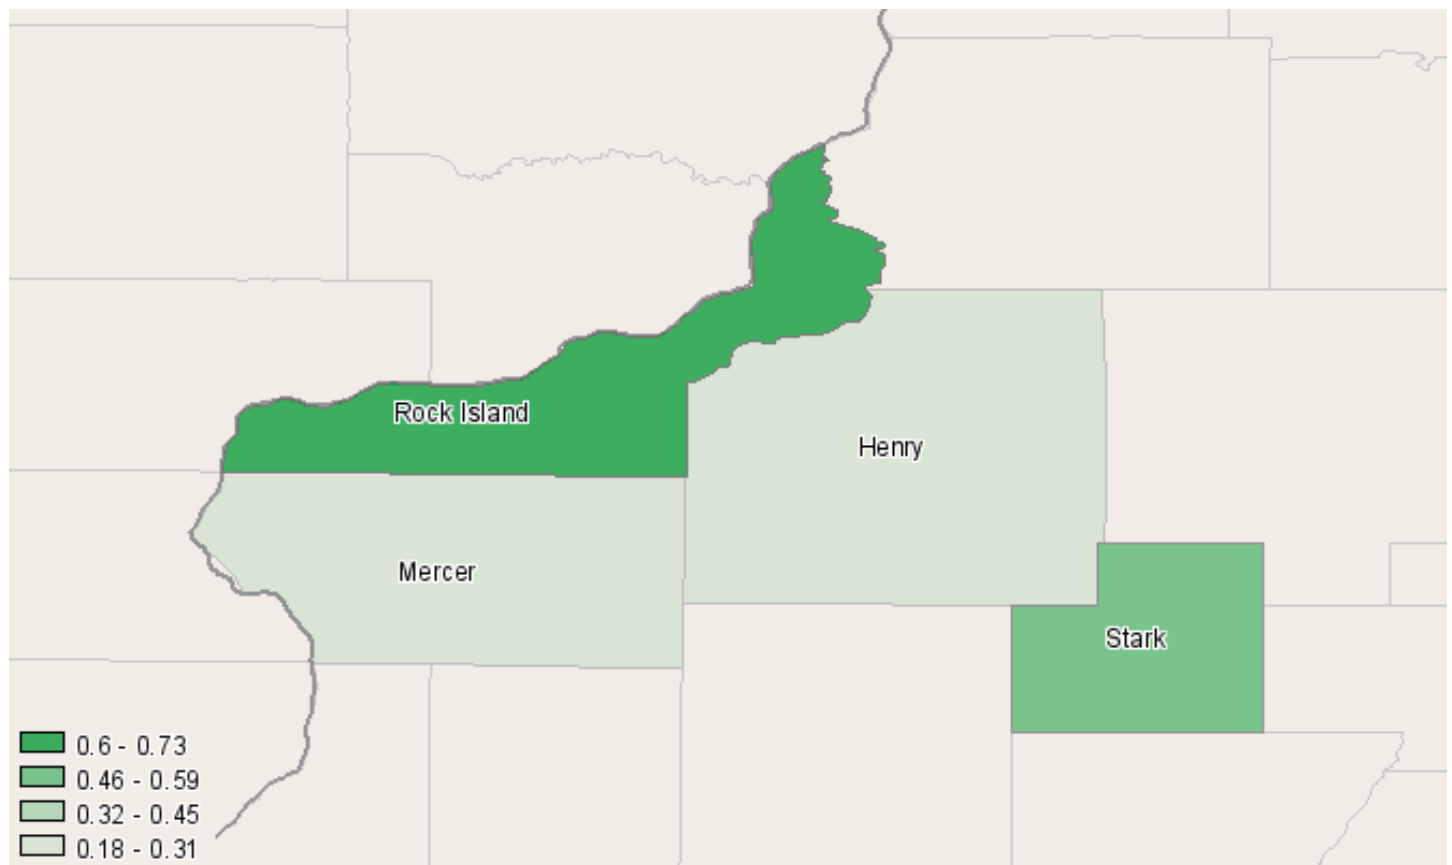 Rock Island
Henry
Mercer
Stark
0.6 - 0.73
0.46 - 0.59
0.32 - 0.45
0.18 - 0.31